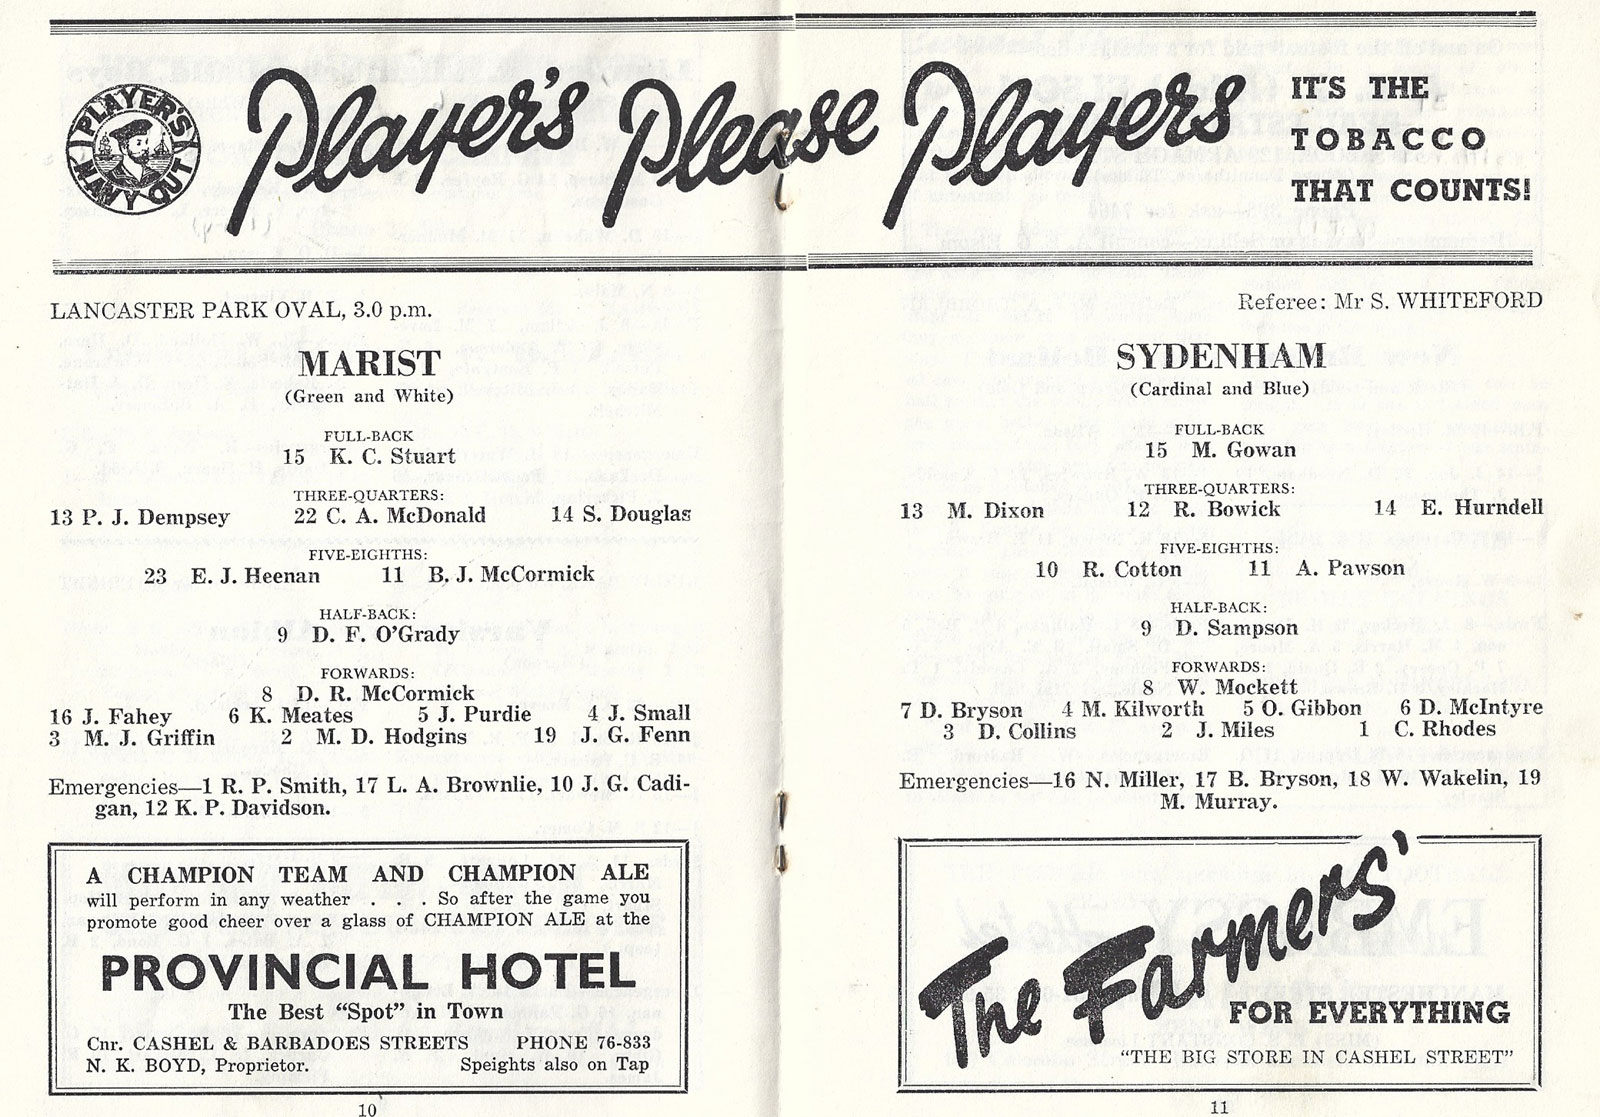 PLAYER'S
NAVY CUT
Player's Please Players
IT'S THE
TOBACCO
THAT COUNTS!
LANCASTER PARK OVAL, 3.0 p.m.
MARIST
(Green and White)
FULL-BACK
15 K. C. Stuart
THREE-QUARTERS:
13 P. J. Dempsey 22 C. A. McDonald 14 S. Douglas
FIVE-EIGHTHS:
23 E. J. Heenan 11 B. J. McCormick
HALF-BACK:
9 D. F. O'Grady
FORWARDS:
8 D. R. McCormick
16 J. Fahey 6 K. Meates 5 J. Purdie 4 J. Small
3 M. J. Griffin 2 M. D. Hodgins 19 J. G. Fenn
Emergencies—1 R. P. Smith, 17 L. A. Brownlie, 10 J. G. Cadi-
gan, 12 K. P. Davidson.
A CHAMPION TEAM AND CHAMPION ALE
will perform in any weather . . . So after the game you
promote good cheer over a glass of CHAMPION ALE at the
PROVINCIAL HOTEL
The Best "Spot" in Town
Cnr. CASHEL & BARBADOES STREETS PHONE 76-833
N. K. BOYD, Proprietor. Speights also on Tap
10
Referee: Mr S. WHITEFORD
SYDENHAM
(Cardinal and Blue)
FULL-BACK
15 M. Gowan
THREE-QUARTERS:
13 M. Dixon 12 R. Bowick 14 E. Hurndell
FIVE-EIGHTHS:
10 R. Cotton 11 A. Pawson
HALF-BACK:
9 D. Sampson
FORWARDS:
8 W. Mockett
7 D. Bryson 4 M. Kilworth 5 O. Gibbon 6 D. McIntyre
3 D. Collins 2 J. Miles 1 C. Rhodes
Emergencies—16 N. Miller, 17 B. Bryson, 18 W. Wakelin, 19
M. Murray.
The Farmers'
FOR EVERYTHING
"THE BIG STORE IN CASHEL STREET"
11